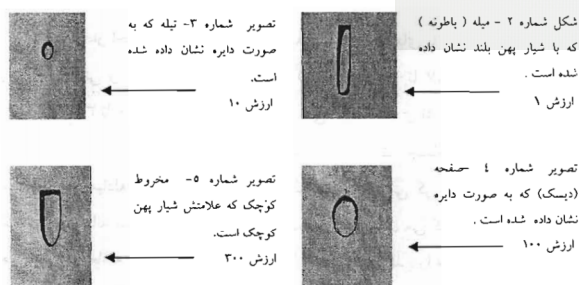 شکل شماره ۲ - میله ( باطونه )
که با شیار پهن بلند نشان داده
شده است .
ارزش ۱
تصویر شماره ۳- تیله که به
صورت دایره نشان داده شده
است.
ارزش ۱۰
تصویر شماره ٤ -صفحه
(دیسک) که به صورت دایره
نشان داده شده است .
ارزش ۱۰۰
تصویر شماره ۵- مخروط
کوچک که علامتش شیار پهن
کوچک است.
ارزش ۳۰۰